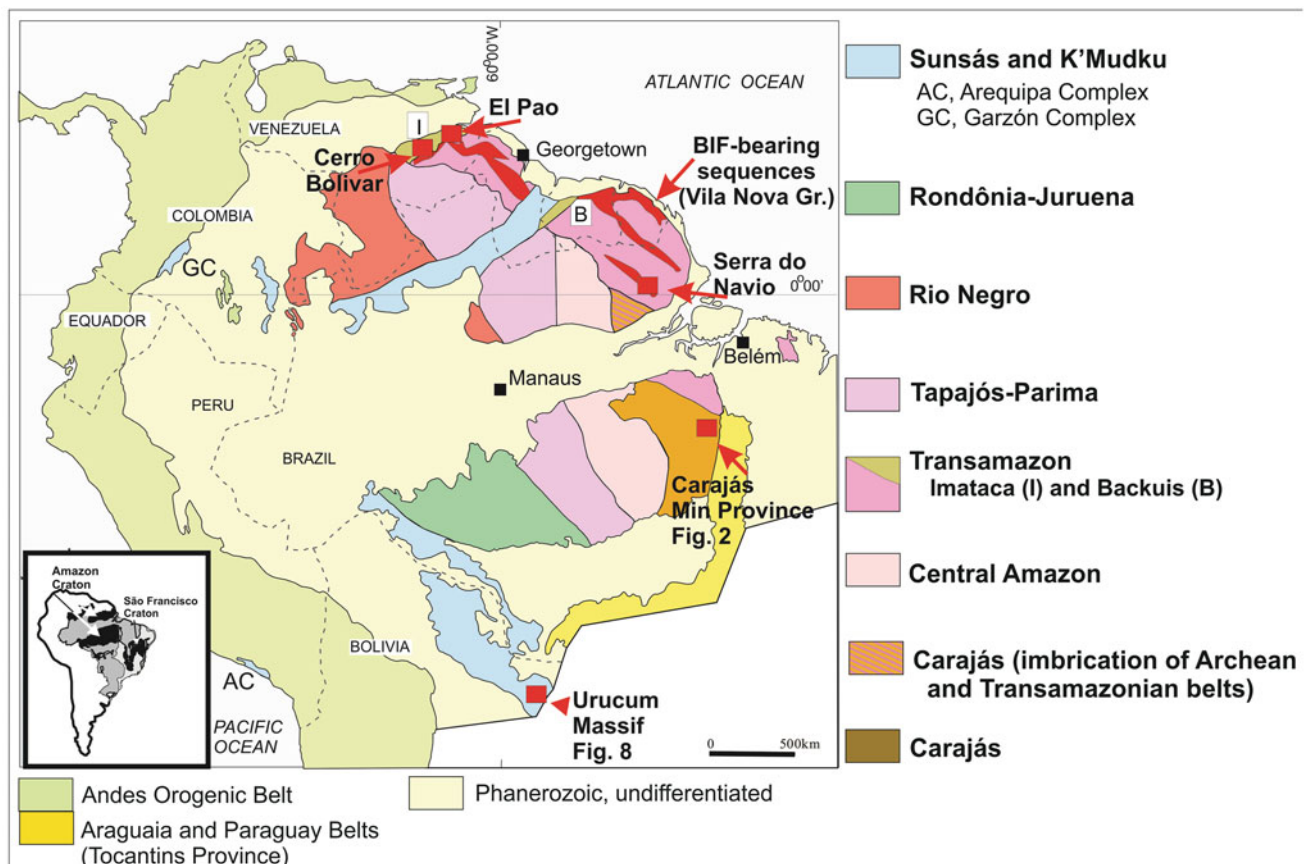 W.00,09
ATLANTIC OCEAN
El Pao
I
VENEZUELA
Georgetown
Cerro
Bolivar
BIF-bearing
sequences
(Vila Nova Gr.)
COLOMBIA
B
GC
Serra do
Navio
0°00'
EQUADOR
Belém
Manaus
PERU
BRAZIL
Carajás
Min Province
Fig. 2
Amazon
Craton
São Francisco
Craton
BOLIVIA
AC
PACIFIC
OCEAN
Urucum
Massif
Fig. 8
0 500km
Sunsás and K'Mudku
AC, Arequipa Complex
GC, Garzón Complex
Rondônia-Juruena
Rio Negro
Tapajós-Parima
Transamazon
Imataca (I) and Backuis (B)
Central Amazon
Carajás (imbrication of Archean
and Transamazonian belts)
Carajás
Andes Orogenic Belt
Phanerozoic, undifferentiated
Araguaia and Paraguay Belts
(Tocantins Province)